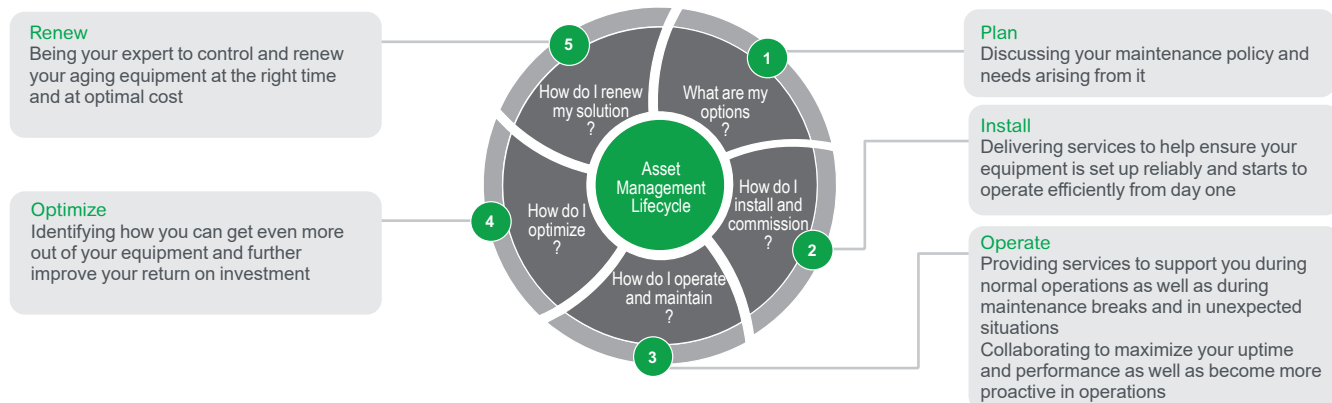 Renew
Being your expert to control and renew
your aging equipment at the right time
and at optimal cost
Optimize
Identifying how you can get even more
out of your equipment and further
improve your return on investment
5
How do I renew
my solution
?
1
What are my
options
?
Asset
Management
Lifecycle
How do I
install and
commission
?
2
4
How do I
optimize
?
How do I operate
and maintain
?
3
Plan
Discussing your maintenance policy and
needs arising from it
Install
Delivering services to help ensure your
equipment is set up reliably and starts to
operate efficiently from day one
Operate
Providing services to support you during
normal operations as well as during
maintenance breaks and in unexpected
situations
Collaborating to maximize your uptime
and performance as well as become more
proactive in operations